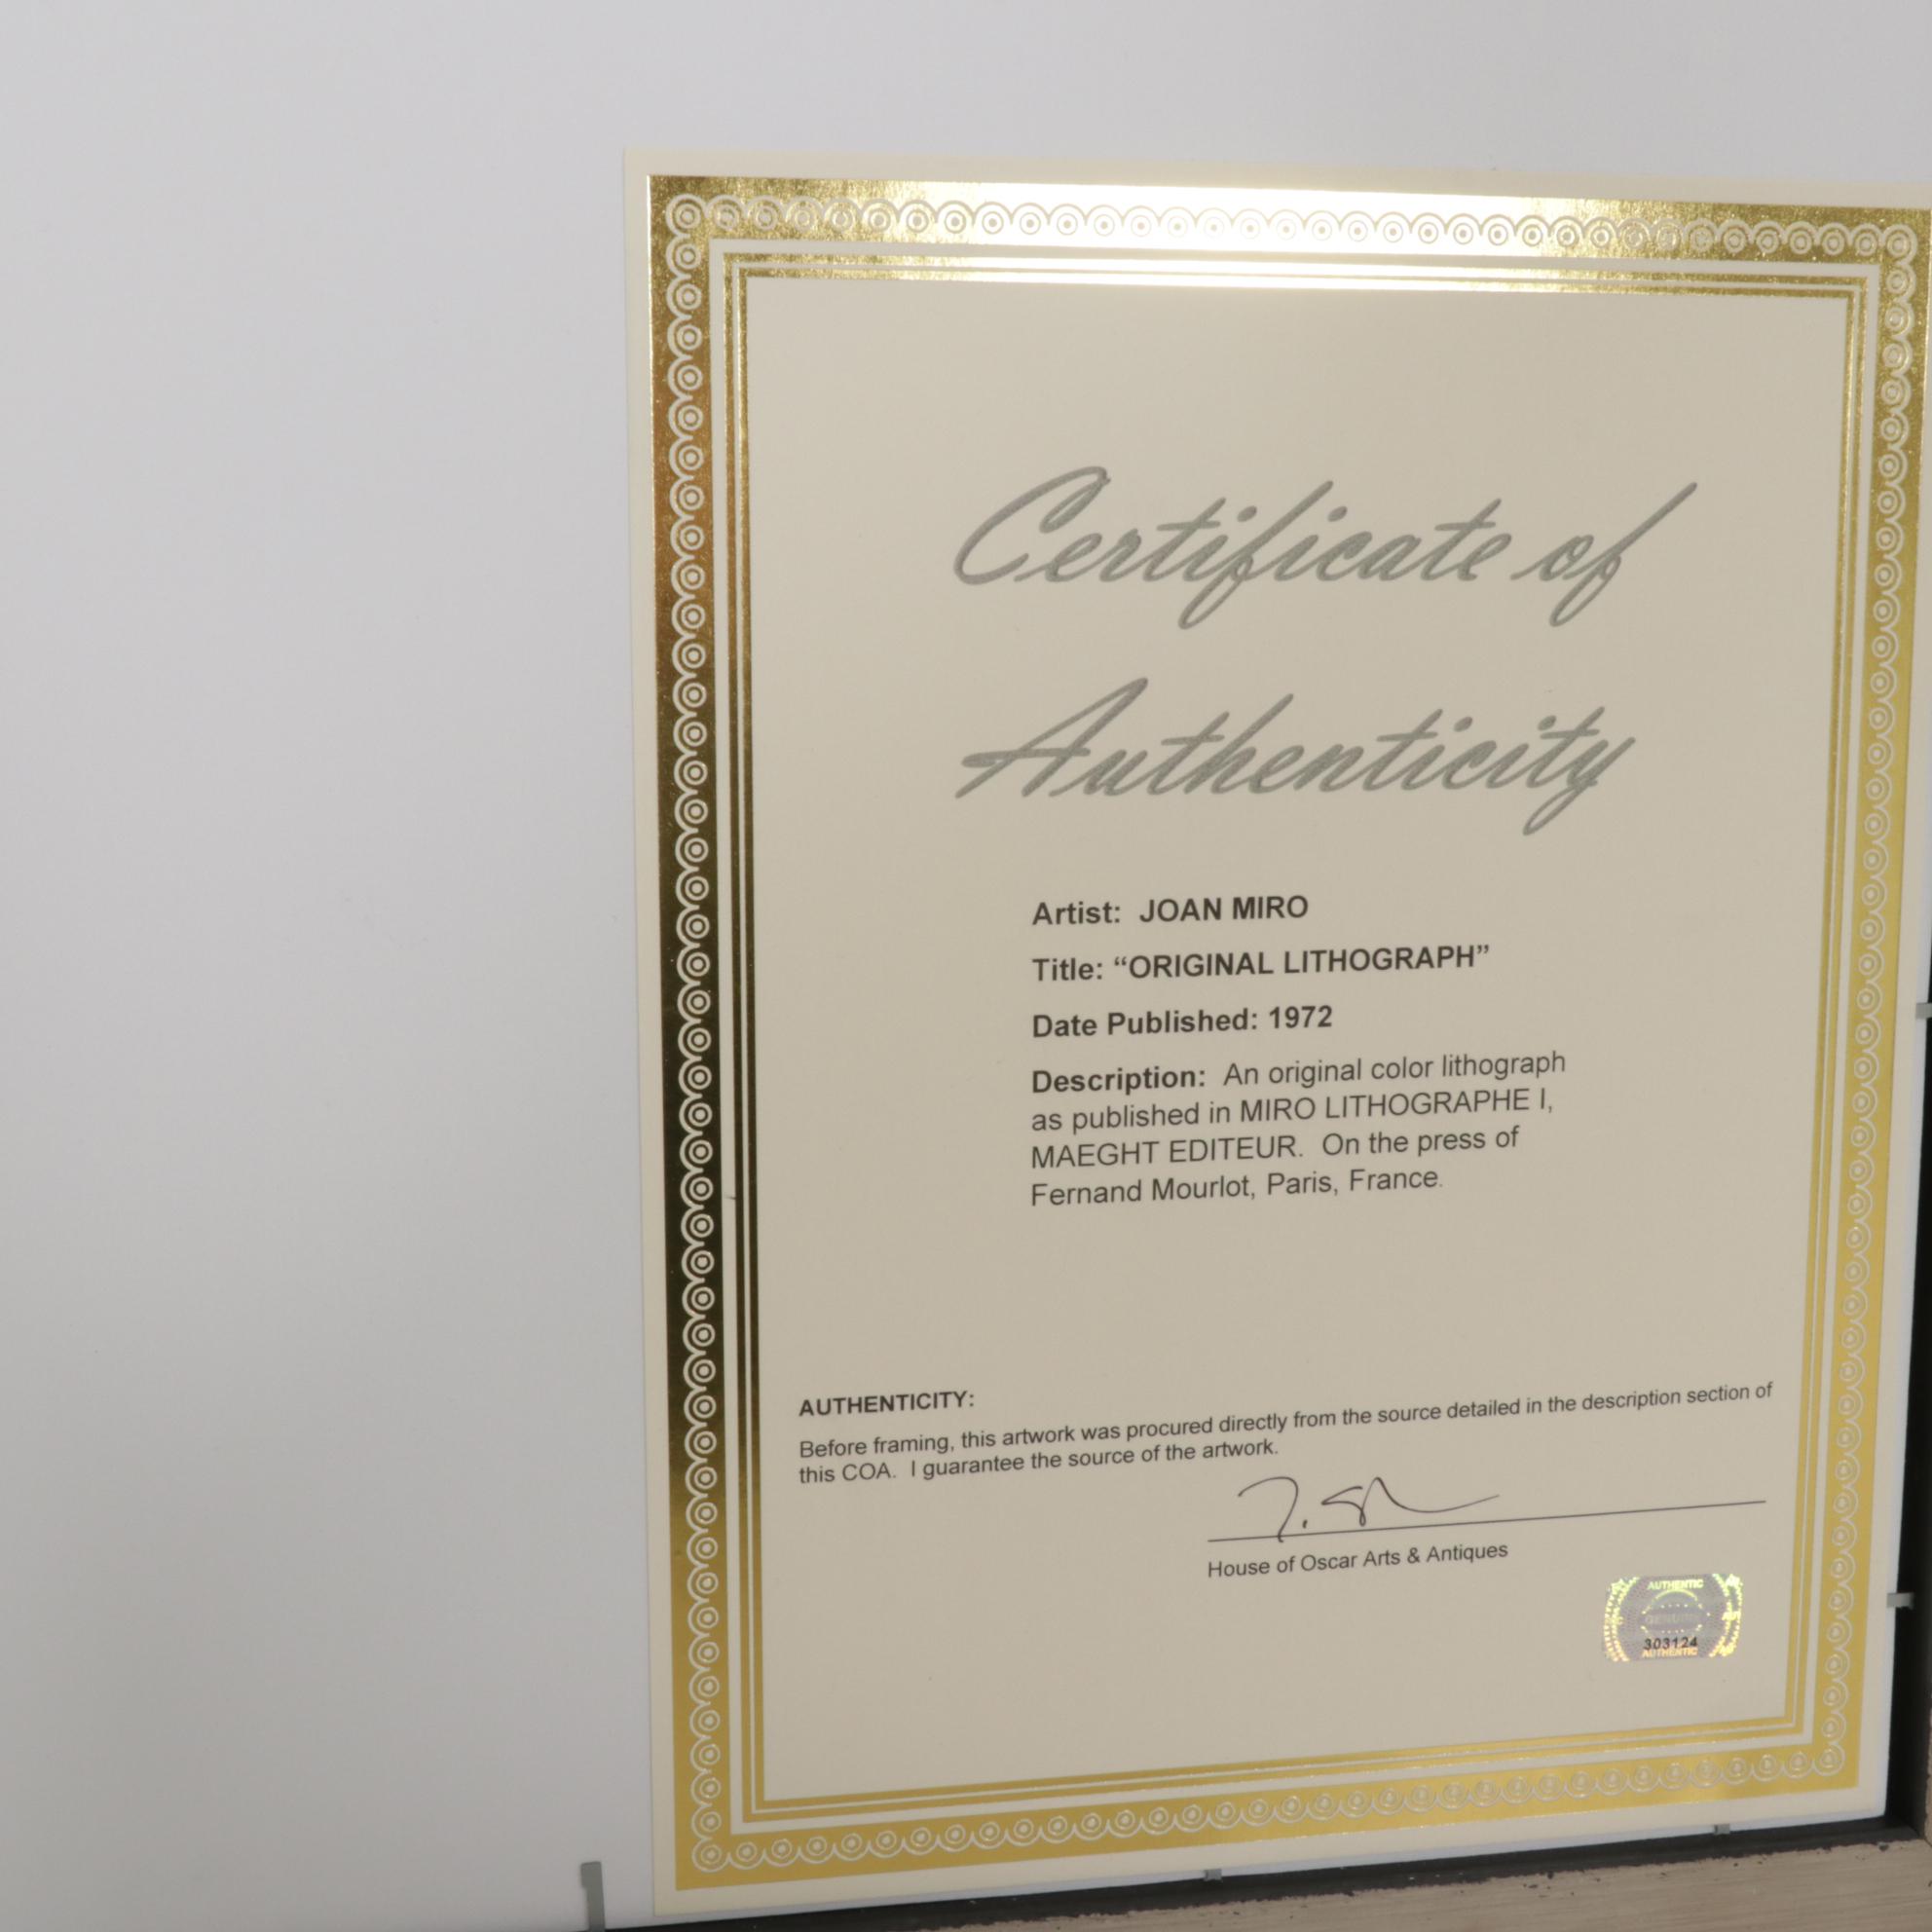 Certificate of
Authenticity
Artist: JOAN MIRO
Title: “ORIGINAL LITHOGRAPH”
Date Published: 1972
Description: An original color lithograph
as published in MIRO LITHOGRAPHE I,
MAEGHT EDITEUR. On the press of
Fernand Mourlot, Paris, France.
AUTHENTICITY:
Before framing, this artwork was procured directly from the source detailed in the description section of
this COA. I guarantee the source of the artwork.
House of Oscar Arts & Antiques
AUTHENTIC
GENUINE
303124
AUTHENTIC